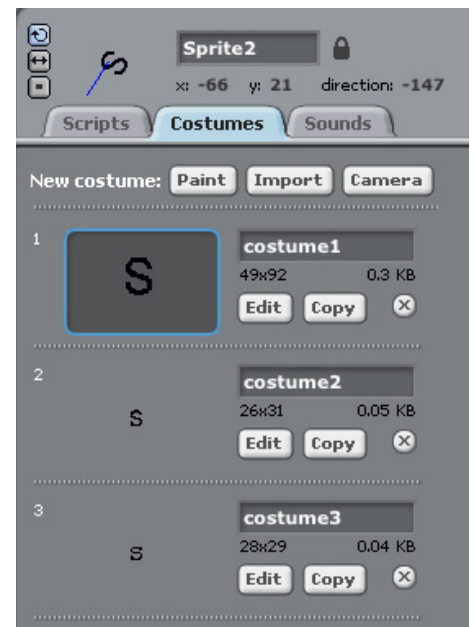 Sprite2
x: -66 y: 21 direction: -147
Scripts Costumes Sounds
New costume: Paint Import Camera
1
S
costume1
49x92 0.3 KB
Edit Copy
2
S
costume2
26x31 0.05 KB
Edit Copy
3
S
costume3
28x29 0.04 KB
Edit Copy